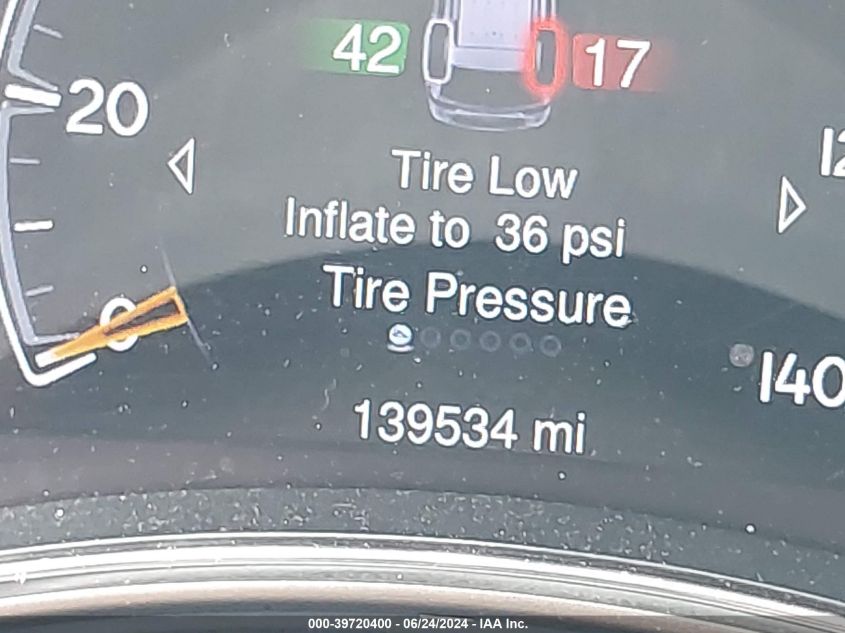 42 17
20
12
Tire Low
Inflate to 36 psi
Tire Pressure
0
140
139534 mi
000-39720400 - 06/24/2024 - IAA Inc.